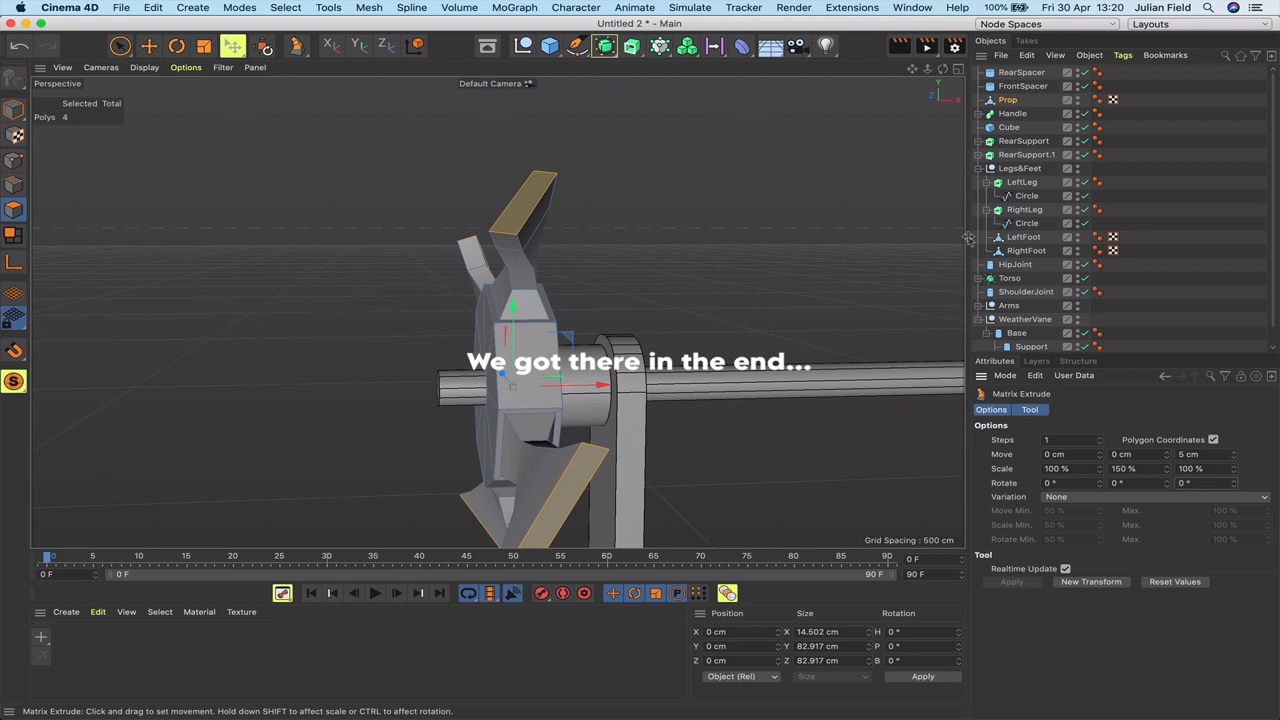 Cinema 4D File Edit Create Modes Select Tools Mesh Spline Volume MoGraph Character Animate Simulate Tracker Render Extensions Window Help 100% Fri 30 Apr 13:20 Julian Field
Untitled 2 * - Main
Node Spaces Layouts
Objects Takes
File Edit View Object Tags Bookmarks
View Cameras Display Options Filter Panel
Perspective
Default Camera
Selected Total
Polys 4
Y
Z X
RearSpacer
FrontSpacer
Prop
Handle
Cube
RearSupport
RearSupport.1
Legs&Feet
LeftLeg
Circle
RightLeg
Circle
LeftFoot
RightFoot
HipJoint
Torso
ShoulderJoint
Arms
WeatherVane
Base
Support
We got there in the end...
Attributes Layers Structure
Mode Edit User Data
Matrix Extrude
Options Tool
Options
Steps 1 Polygon Coordinates
Move 0 cm 0 cm 5 cm
Scale 100 % 150 % 100 %
Rotate 0 ° 0 ° 0 °
Variation None
Move Min. 50 % Max. 100 %
Scale Min. 50 % Max. 100 %
Rotate Min. 50 % Max. 100 %
Tool
Realtime Update
Apply New Transform Reset Values
Grid Spacing : 500 cm
0 5 10 15 20 25 30 35 40 45 50 55 60 65 70 75 80 85 90 0 F
0 F 0 F 90 F 90 F
Create Edit View Select Material Texture
Position Size Rotation
X 0 cm X 14.502 cm H 0 °
Y 0 cm Y 82.917 cm P 0 °
Z 0 cm Z 82.917 cm B 0 °
Object (Rel) Size Apply
Matrix Extrude: Click and drag to set movement. Hold down SHIFT to affect scale or CTRL to affect rotation.